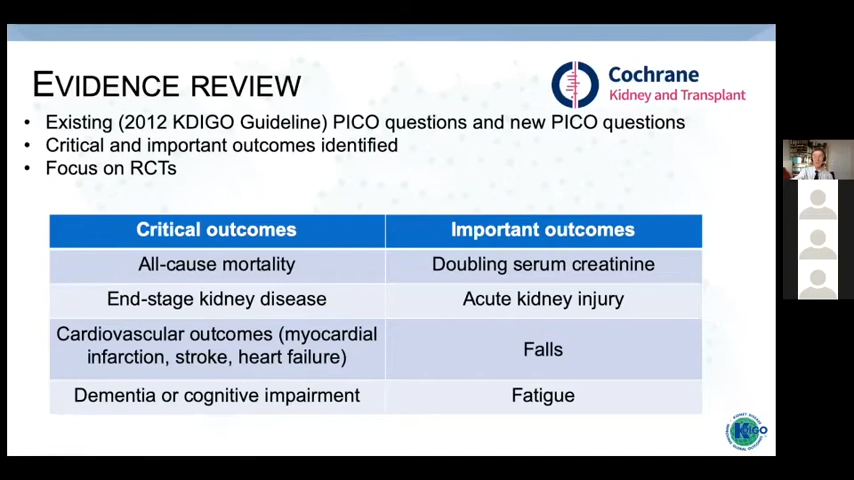 EVIDENCE REVIEW
Cochrane
Kidney and Transplant
• Existing (2012 KDIGO Guideline) PICO questions and new PICO questions
• Critical and important outcomes identified
• Focus on RCTs
Critical outcomes Important outcomes
All-cause mortality Doubling serum creatinine
End-stage kidney disease Acute kidney injury
Cardiovascular outcomes (myocardial
infarction, stroke, heart failure) Falls
Dementia or cognitive impairment Fatigue
KDIGO